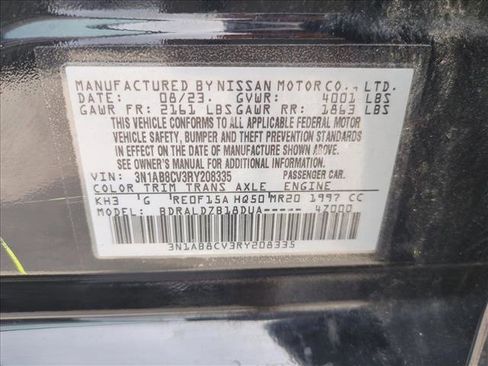 MANUFACTURED BY NISSAN MOTOR CO., LTD.
DATE: 08/23. GVWR: 4001 LBS
GAWR FR: 2161 LBS GAWR RR: 1863 LBS
THIS VEHICLE CONFORMS TO ALL APPLICABLE FEDERAL MOTOR
VEHICLE SAFETY, BUMPER AND THEFT PREVENTION STANDARDS
IN EFFECT ON THE DATE OF MANUFACTURE SHOWN ABOVE.
SEE OWNER'S MANUAL FOR ADDITIONAL INFORMATION.
VIN: 3N1AB8CV3RY208335 PASSENGER CAR.
COLOR TRIM TRANS AXLE ENGINE
KH3 G RE0F15A HQ50 MR20 1997 CC
MODEL: BDRALDZB18DUA---- 4Z000
3N1AB8CV3RY208335